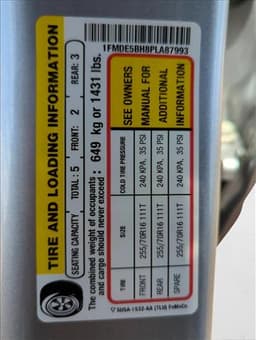 1FMDE5BH8PLA87993
TIRE AND LOADING INFORMATION
SEATING CAPACITY TOTAL: 5 FRONT: 2 REAR: 3
The combined weight of occupants
and cargo should never exceed: 649 kg or 1431 lbs.
TIRE SIZE COLD TIRE PRESSURE
FRONT 255/70R16 111T 240 KPA, 35 PSI
REAR 255/70R16 111T 240 KPA, 35 PSI
SPARE 255/70R16 111T 240 KPA, 35 PSI
SEE OWNERS
MANUAL FOR
ADDITIONAL
INFORMATION